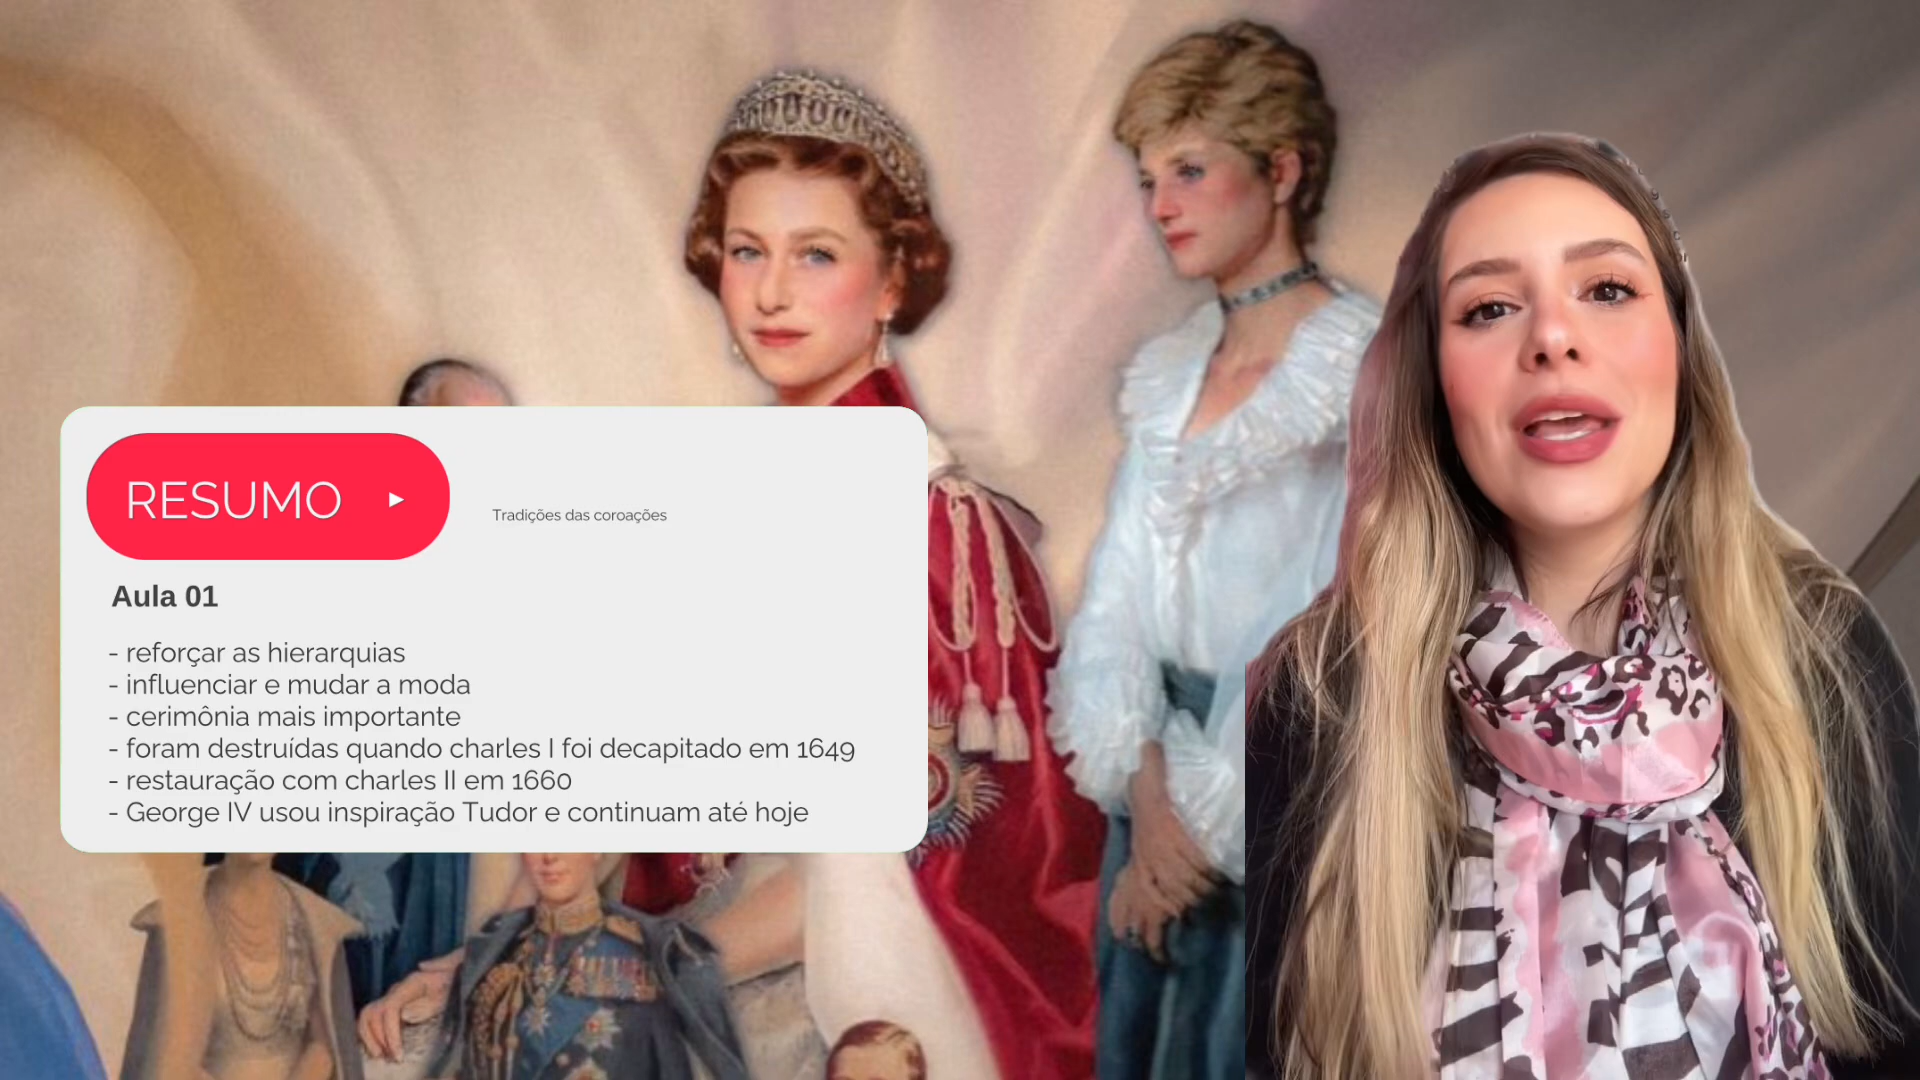 RESUMO
Tradições das coroações
Aula 01
- reforçar as hierarquias
- influenciar e mudar a moda
- cerimônia mais importante
- foram destruídas quando charles I foi decapitado em 1649
- restauração com charles II em 1660
- George IV usou inspiração Tudor e continuam até hoje